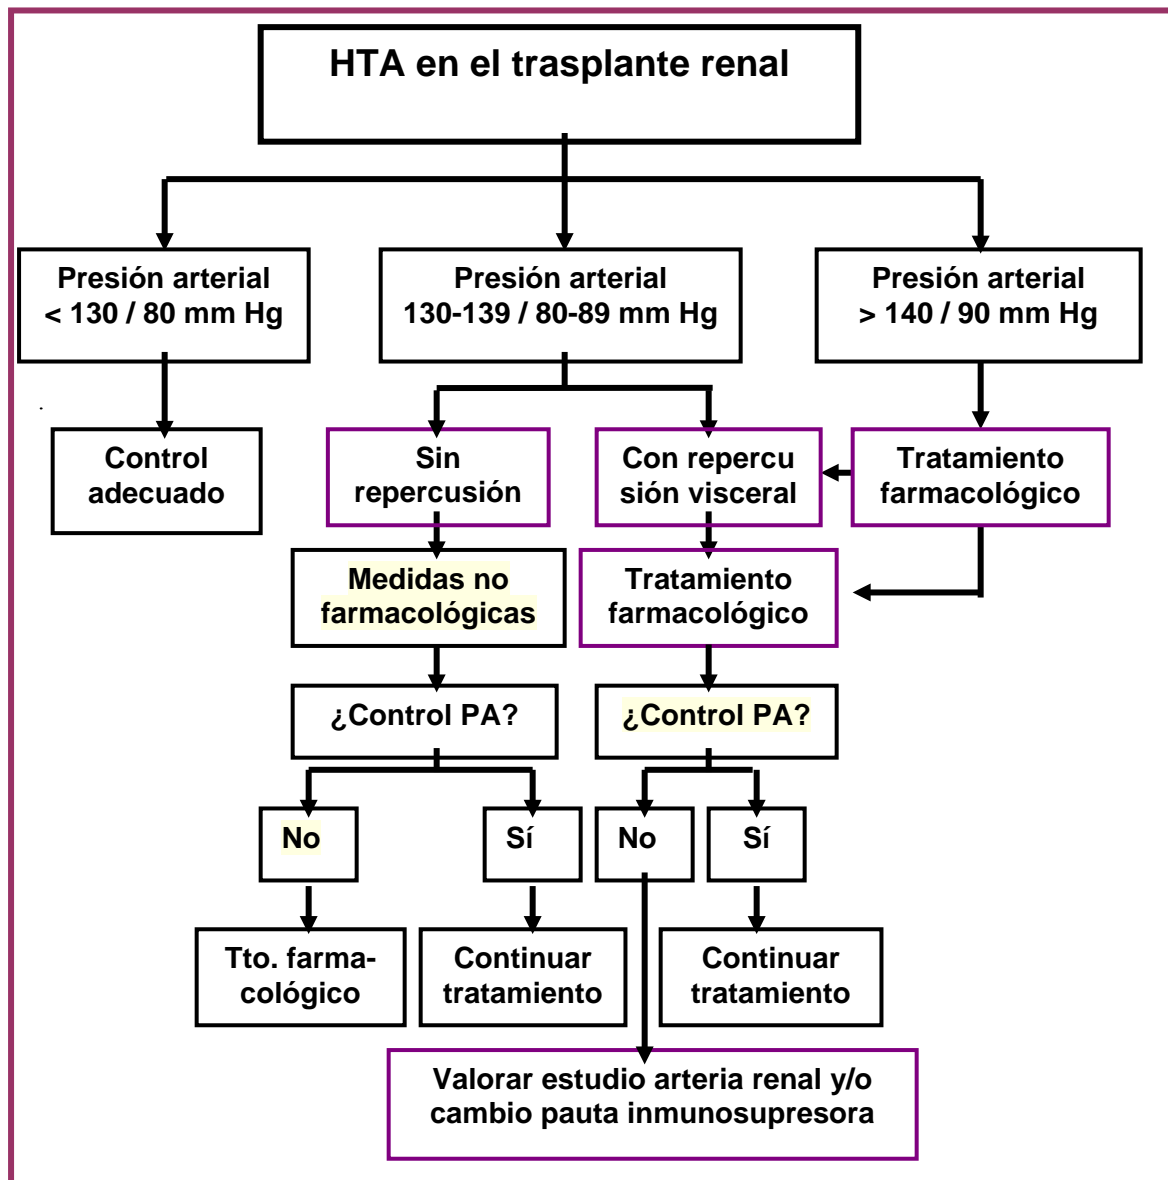 HTA en el trasplante renal
Presión arterial
< 130 / 80 mm Hg
Presión arterial
130-139 / 80-89 mm Hg
Presión arterial
> 140 / 90 mm Hg
Control
adecuado
Sin
repercusión
Con repercu
sión visceral
Tratamiento
farmacológico
Medidas no
farmacológicas
Tratamiento
farmacológico
¿Control PA?
¿Control PA?
No
Sí
No
Sí
Tto. farma-
cológico
Continuar
tratamiento
Continuar
tratamiento
Valorar estudio arteria renal y/o
cambio pauta inmunosupresora